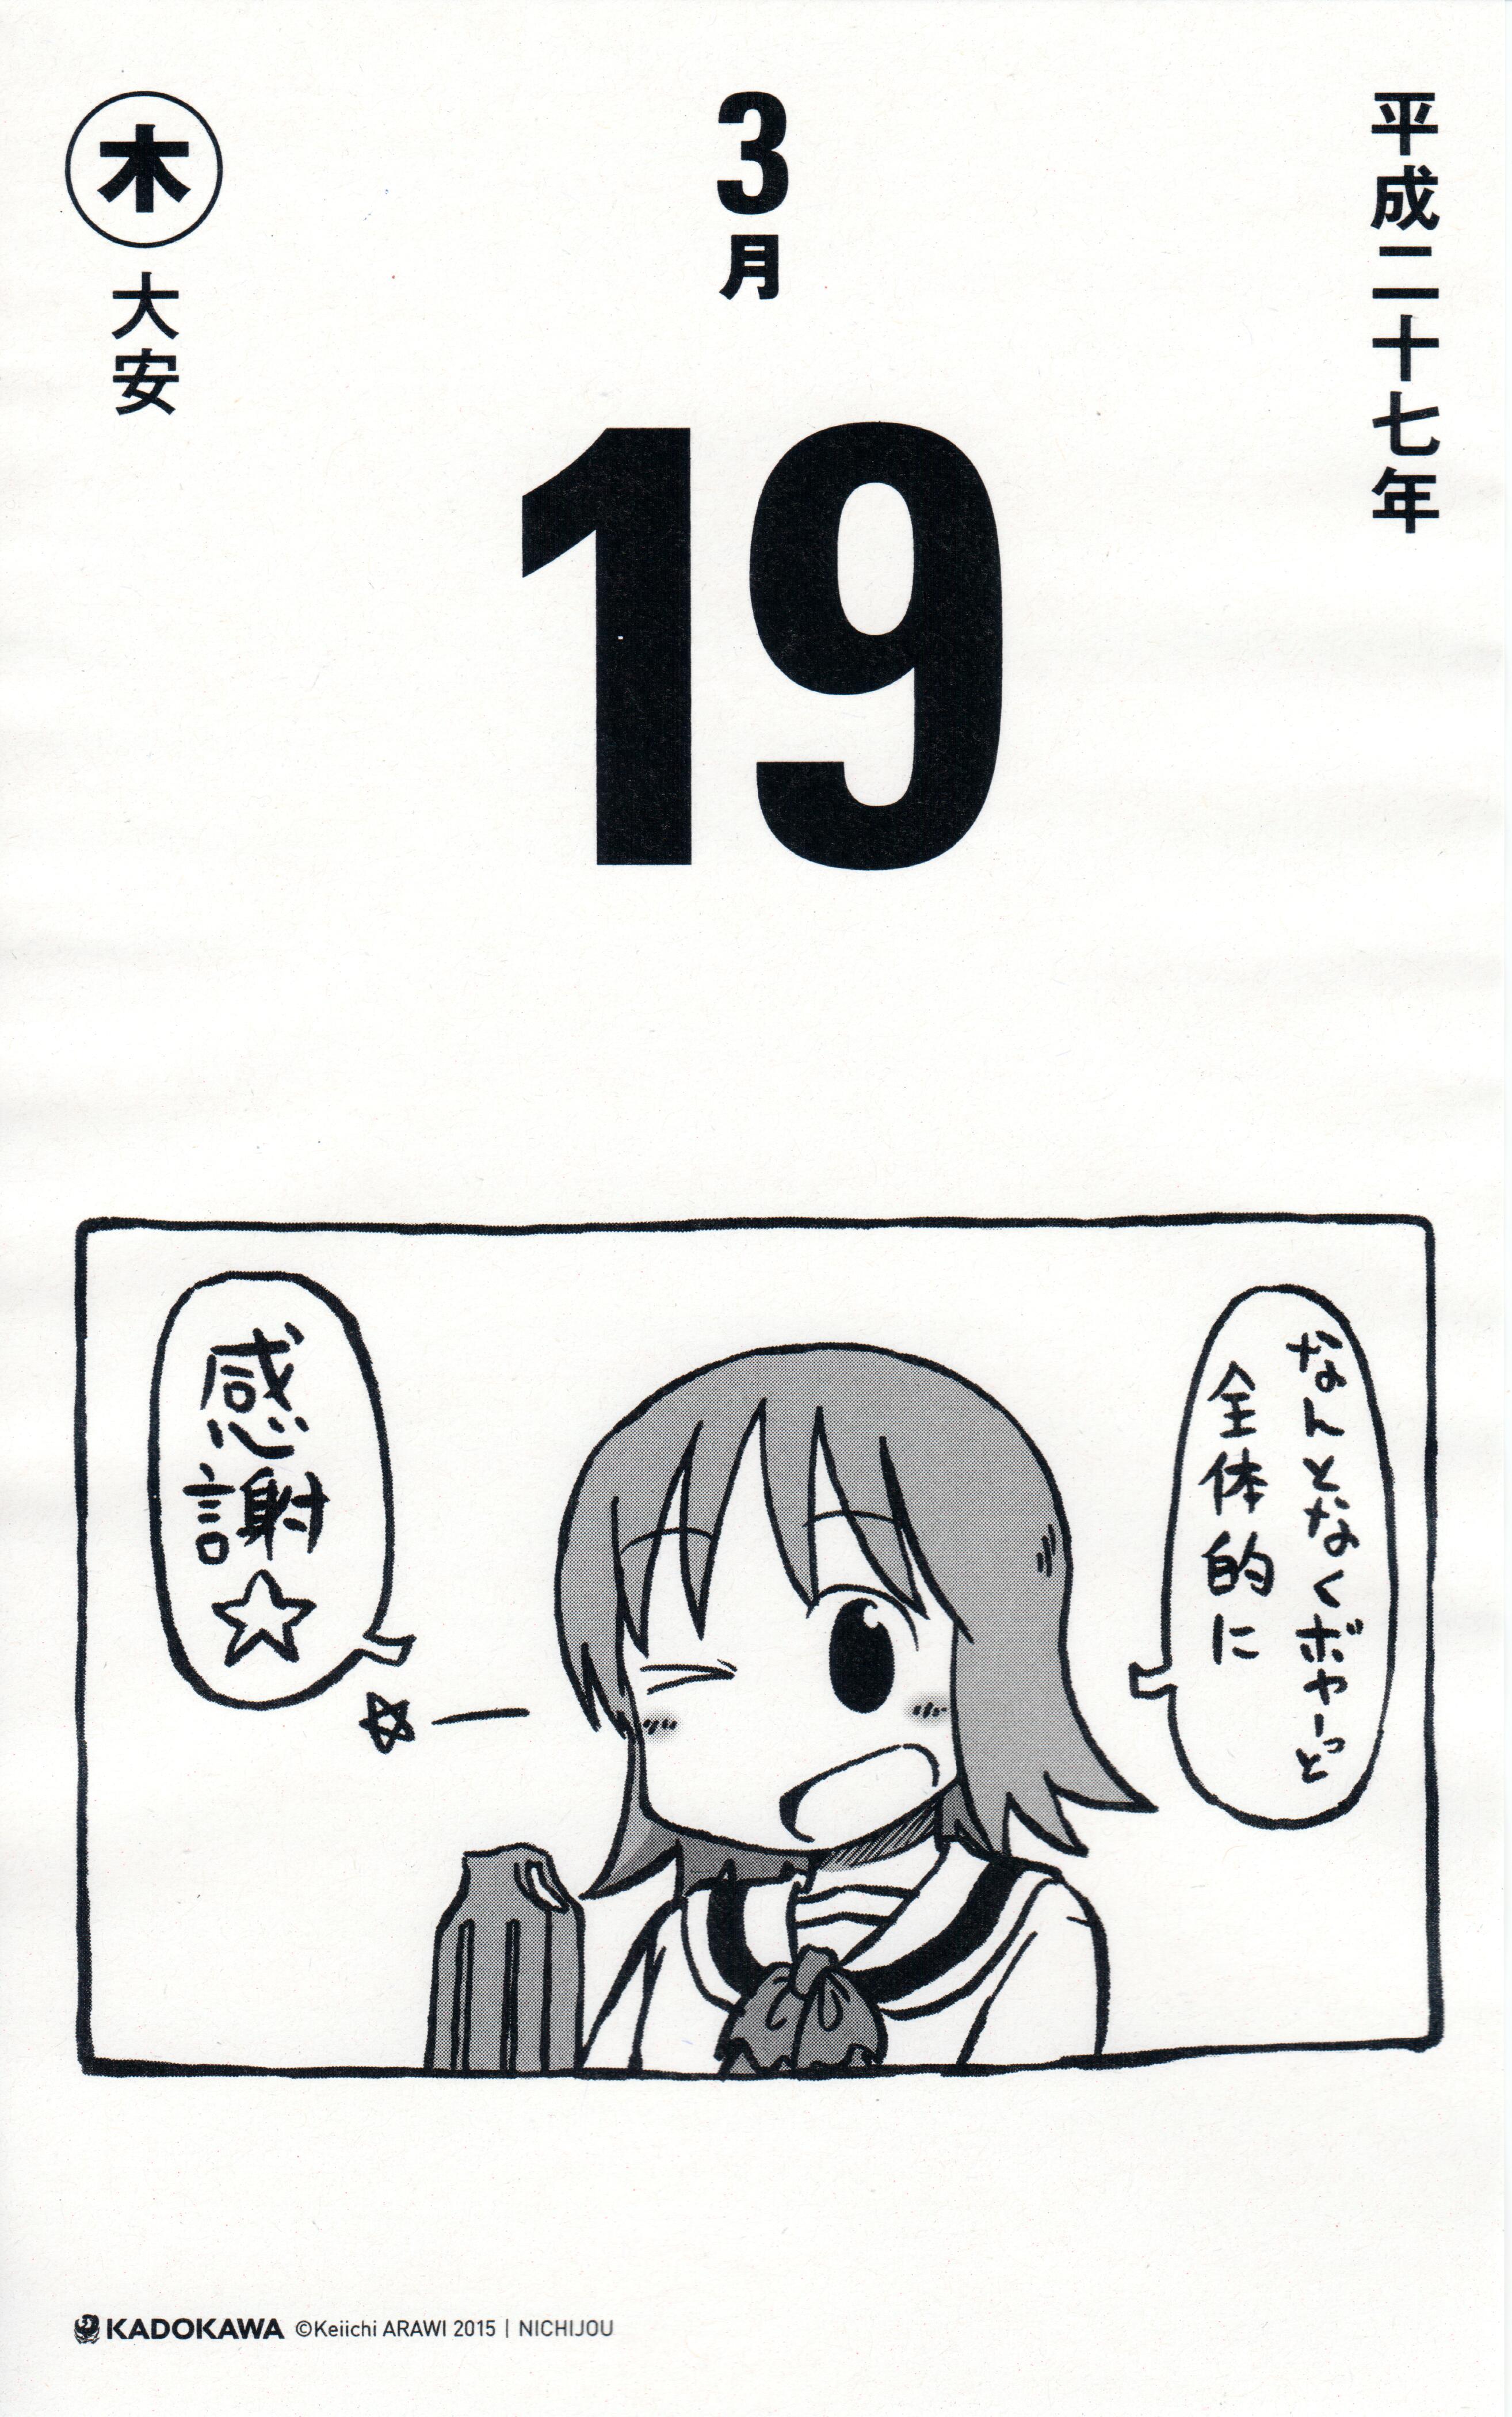 平成二十七年
3月
木
大安
19
なんとなくボヤーっと
全体的に
感謝☆
KADOKAWA ©Keiichi ARAWI 2015 | NICHIJOU